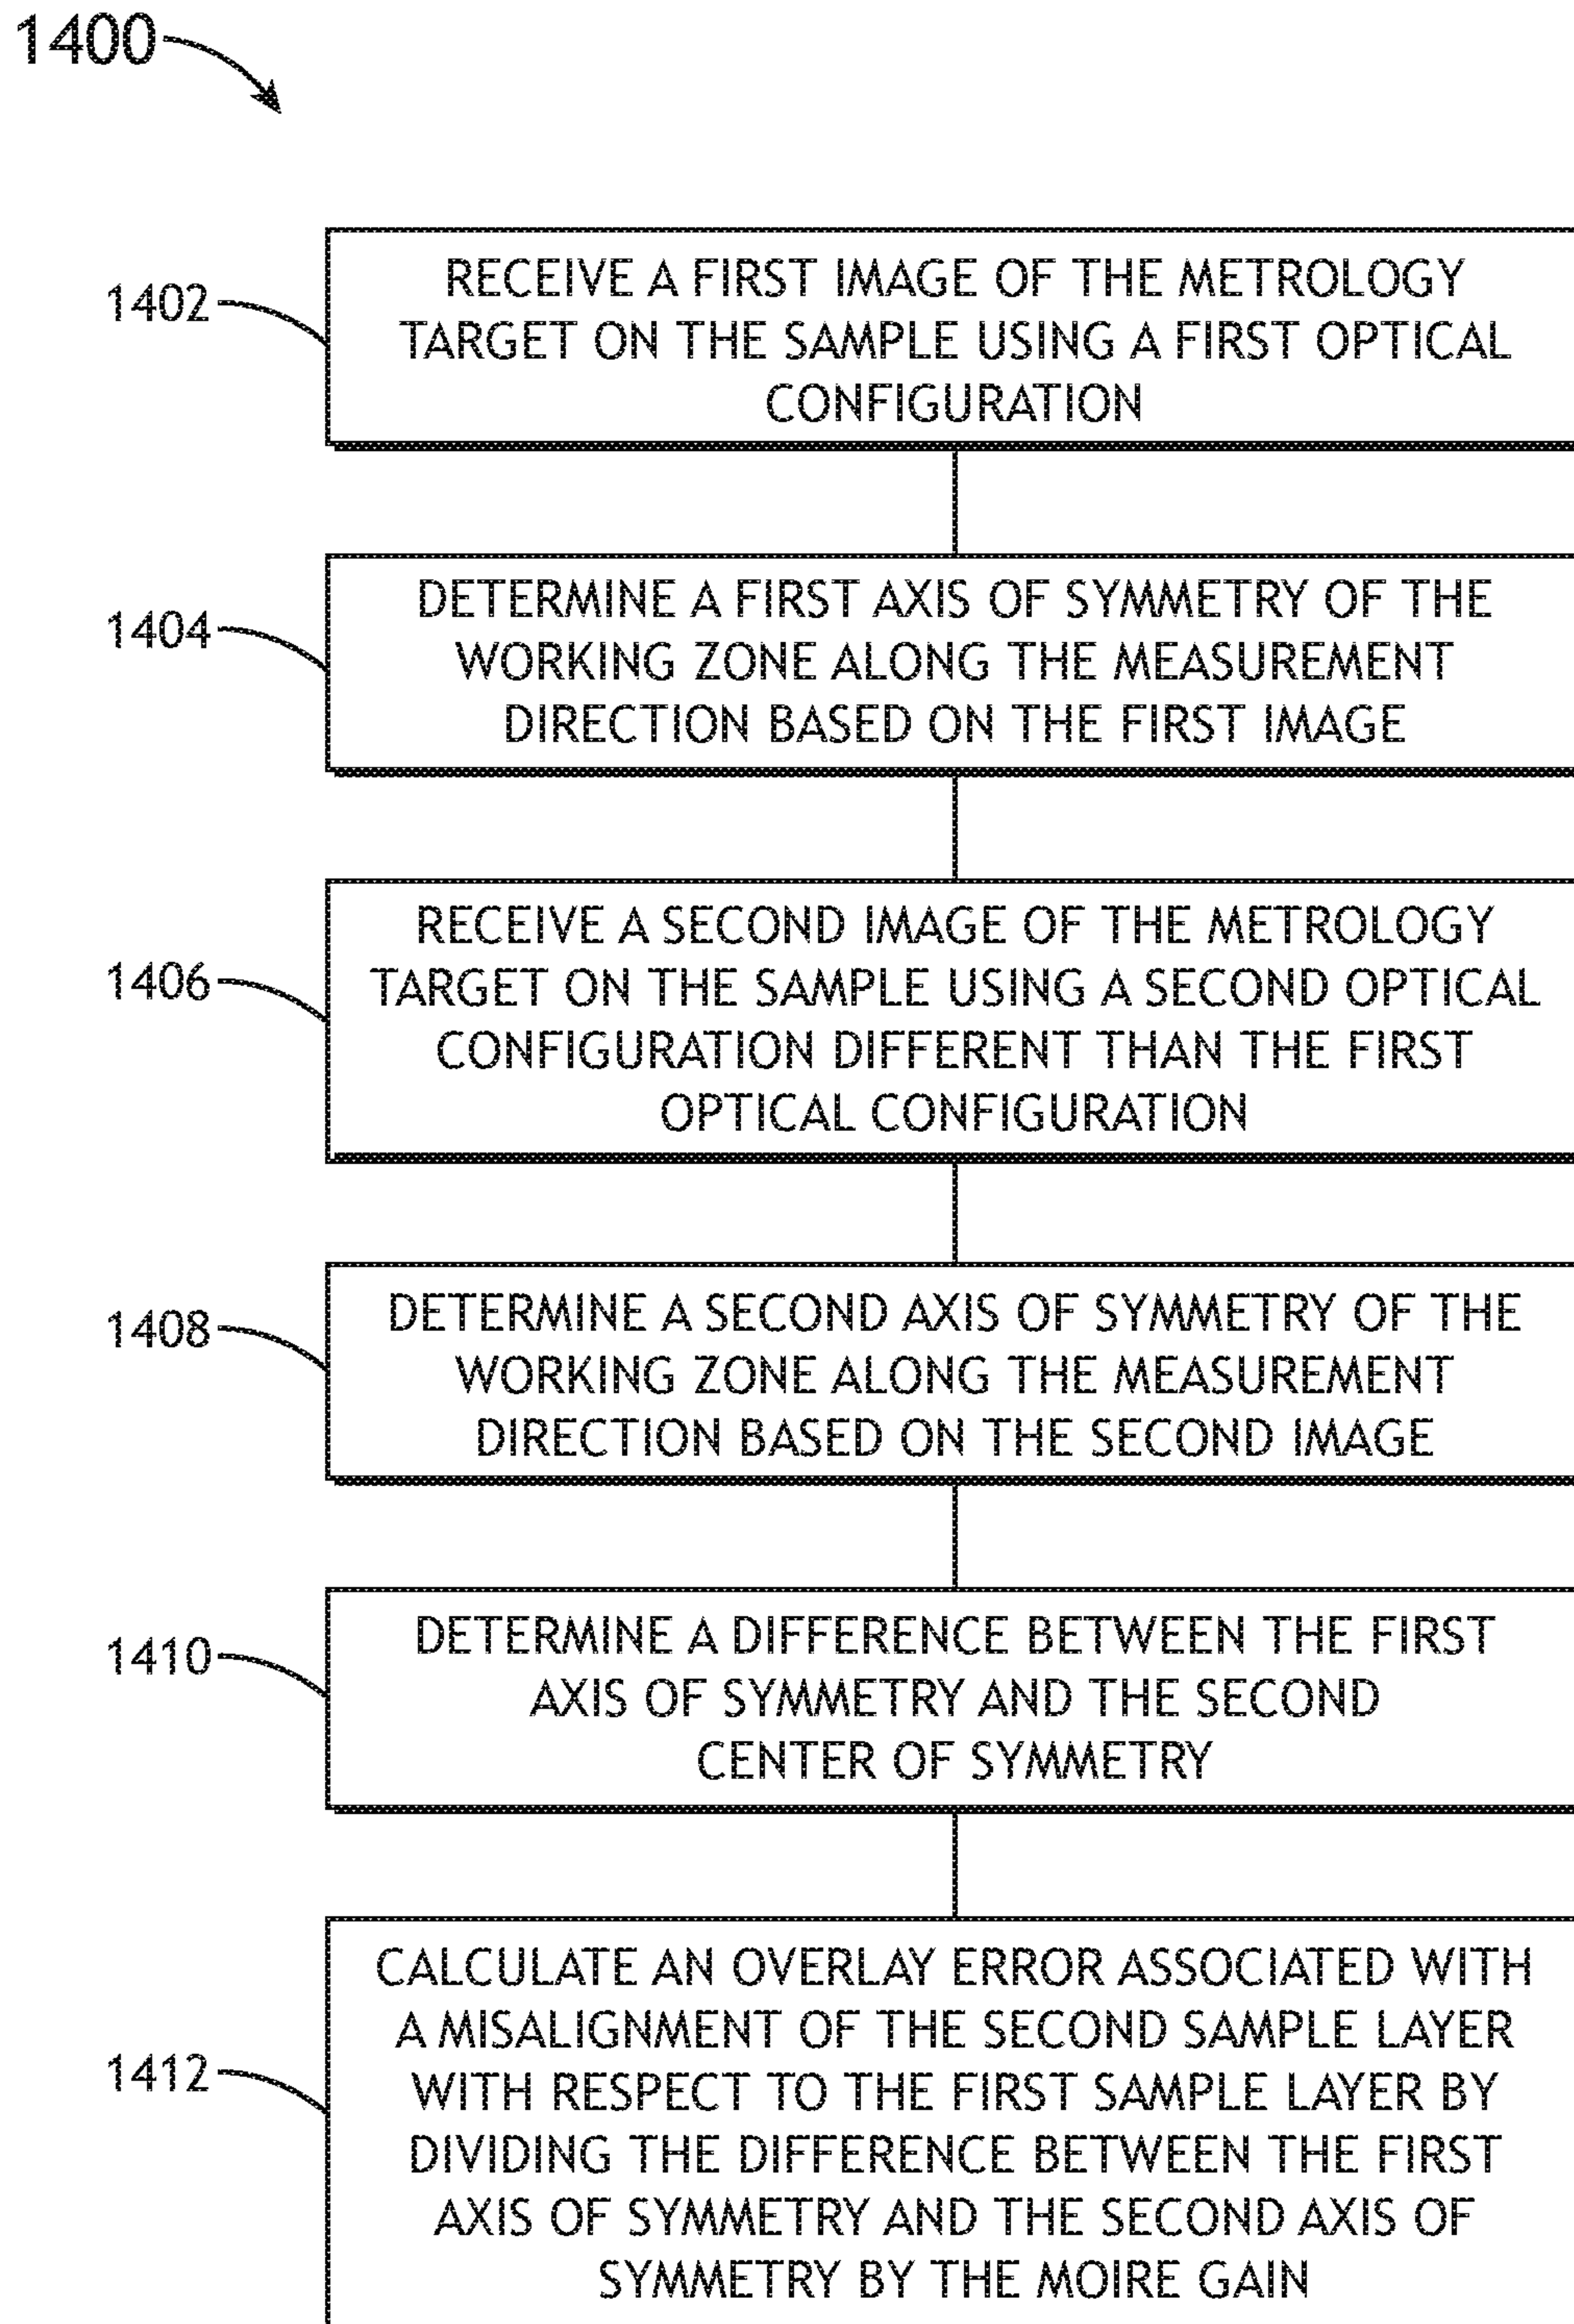 1400
1402
RECEIVE A FIRST IMAGE OF THE METROLOGY
TARGET ON THE SAMPLE USING A FIRST OPTICAL
CONFIGURATION
1404
DETERMINE A FIRST AXIS OF SYMMETRY OF THE
WORKING ZONE ALONG THE MEASUREMENT
DIRECTION BASED ON THE FIRST IMAGE
1406
RECEIVE A SECOND IMAGE OF THE METROLOGY
TARGET ON THE SAMPLE USING A SECOND OPTICAL
CONFIGURATION DIFFERENT THAN THE FIRST
OPTICAL CONFIGURATION
1408
DETERMINE A SECOND AXIS OF SYMMETRY OF THE
WORKING ZONE ALONG THE MEASUREMENT
DIRECTION BASED ON THE SECOND IMAGE
1410
DETERMINE A DIFFERENCE BETWEEN THE FIRST
AXIS OF SYMMETRY AND THE SECOND
CENTER OF SYMMETRY
1412
CALCULATE AN OVERLAY ERROR ASSOCIATED WITH
A MISALIGNMENT OF THE SECOND SAMPLE LAYER
WITH RESPECT TO THE FIRST SAMPLE LAYER BY
DIVIDING THE DIFFERENCE BETWEEN THE FIRST
AXIS OF SYMMETRY AND THE SECOND AXIS OF
SYMMETRY BY THE MOIRE GAIN